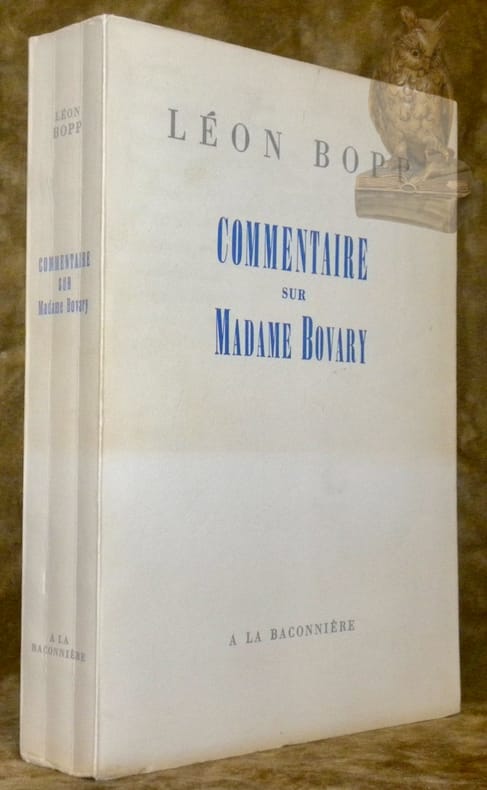 LÉON
BOPP
COMMENTAIRE
SUR
Madame Bovary
A LA
BACONNIÈRE
LÉON BOPP
COMMENTAIRE
SUR
MADAME BOVARY
A LA BACONNIÈRE